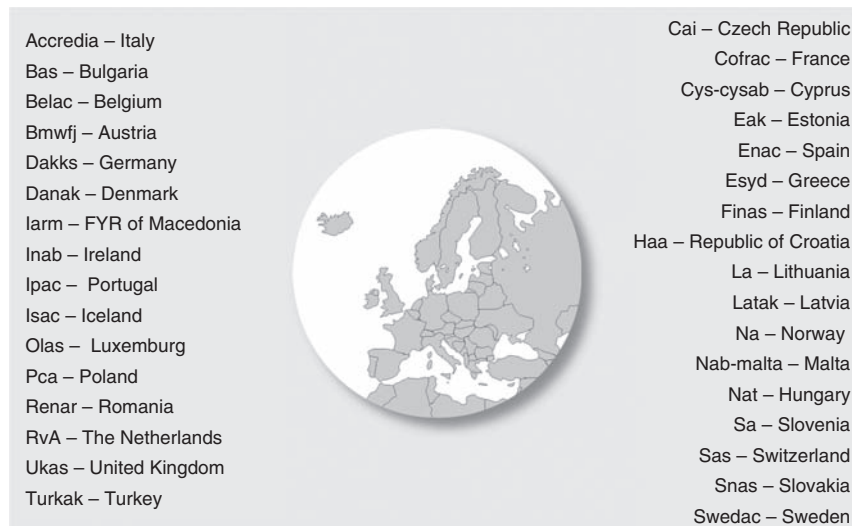 Accredia – Italy
Bas – Bulgaria
Belac – Belgium
Bmwfj – Austria
Dakks – Germany
Danak – Denmark
Iarm – FYR of Macedonia
Inab – Ireland
Ipac – Portugal
Isac – Iceland
Olas – Luxemburg
Pca – Poland
Renar – Romania
RvA – The Netherlands
Ukas – United Kingdom
Turkak – Turkey
Cai – Czech Republic
Cofrac – France
Cys-cysab – Cyprus
Eak – Estonia
Enac – Spain
Esyd – Greece
Finas – Finland
Haa – Republic of Croatia
La – Lithuania
Latak – Latvia
Na – Norway
Nab-malta – Malta
Nat – Hungary
Sa – Slovenia
Sas – Switzerland
Snas – Slovakia
Swedac – Sweden